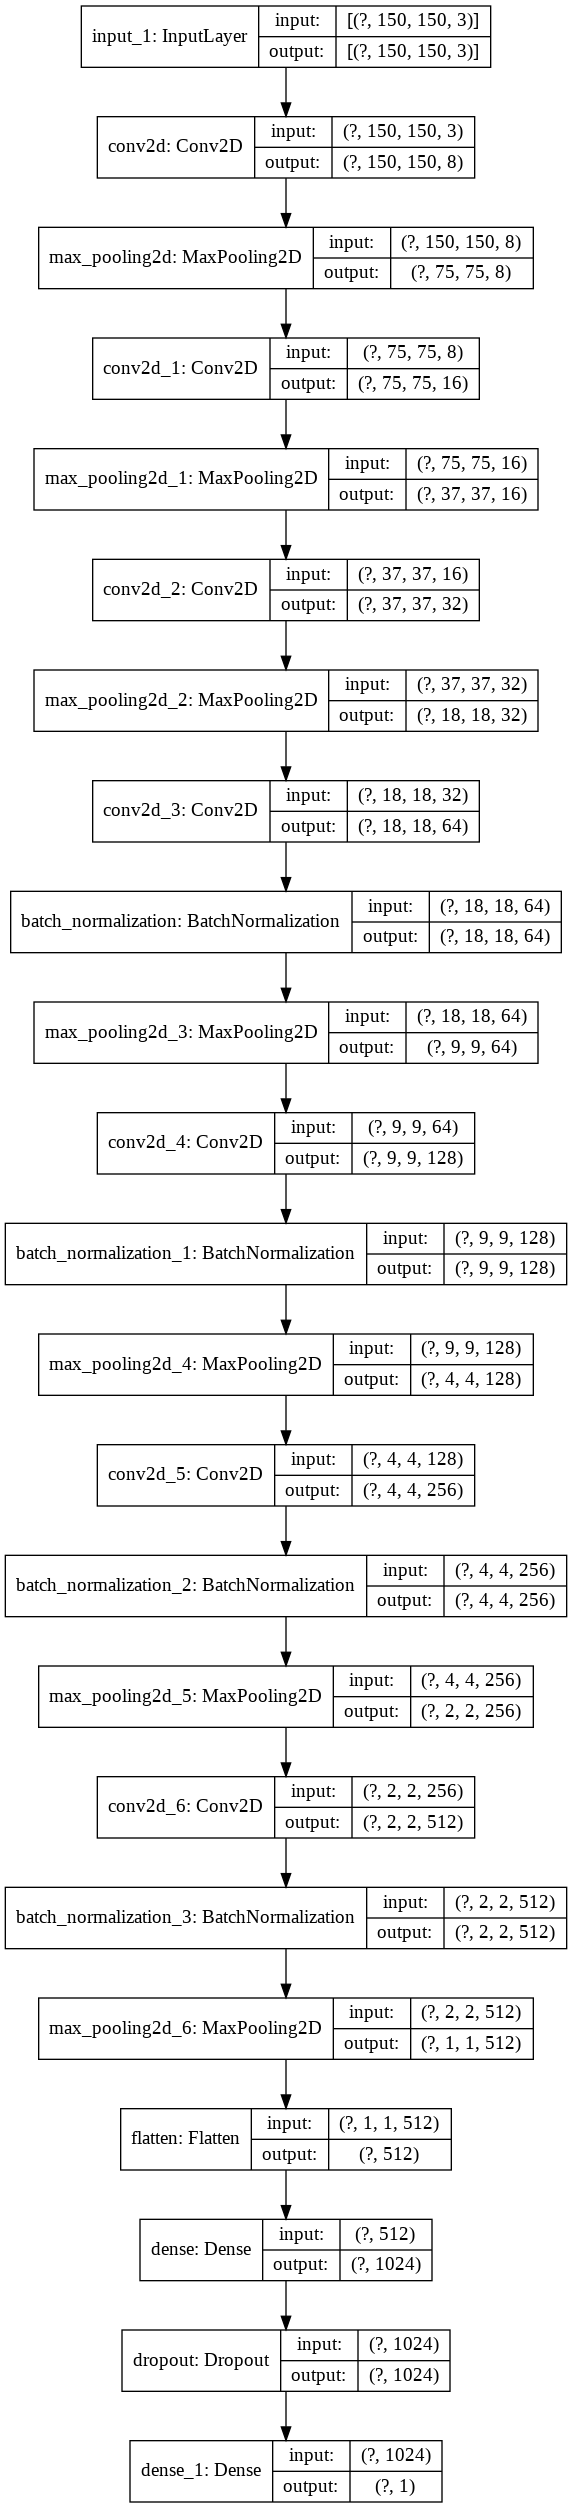 input_1: InputLayer
input: [(?, 150, 150, 3)]
output: [(?, 150, 150, 3)]
conv2d: Conv2D
input: (?, 150, 150, 3)
output: (?, 150, 150, 8)
max_pooling2d: MaxPooling2D
input: (?, 150, 150, 8)
output: (?, 75, 75, 8)
conv2d_1: Conv2D
input: (?, 75, 75, 8)
output: (?, 75, 75, 16)
max_pooling2d_1: MaxPooling2D
input: (?, 75, 75, 16)
output: (?, 37, 37, 16)
conv2d_2: Conv2D
input: (?, 37, 37, 16)
output: (?, 37, 37, 32)
max_pooling2d_2: MaxPooling2D
input: (?, 37, 37, 32)
output: (?, 18, 18, 32)
conv2d_3: Conv2D
input: (?, 18, 18, 32)
output: (?, 18, 18, 64)
batch_normalization: BatchNormalization
input: (?, 18, 18, 64)
output: (?, 18, 18, 64)
max_pooling2d_3: MaxPooling2D
input: (?, 18, 18, 64)
output: (?, 9, 9, 64)
conv2d_4: Conv2D
input: (?, 9, 9, 64)
output: (?, 9, 9, 128)
batch_normalization_1: BatchNormalization
input: (?, 9, 9, 128)
output: (?, 9, 9, 128)
max_pooling2d_4: MaxPooling2D
input: (?, 9, 9, 128)
output: (?, 4, 4, 128)
conv2d_5: Conv2D
input: (?, 4, 4, 128)
output: (?, 4, 4, 256)
batch_normalization_2: BatchNormalization
input: (?, 4, 4, 256)
output: (?, 4, 4, 256)
max_pooling2d_5: MaxPooling2D
input: (?, 4, 4, 256)
output: (?, 2, 2, 256)
conv2d_6: Conv2D
input: (?, 2, 2, 256)
output: (?, 2, 2, 512)
batch_normalization_3: BatchNormalization
input: (?, 2, 2, 512)
output: (?, 2, 2, 512)
max_pooling2d_6: MaxPooling2D
input: (?, 2, 2, 512)
output: (?, 1, 1, 512)
flatten: Flatten
input: (?, 1, 1, 512)
output: (?, 512)
dense: Dense
input: (?, 512)
output: (?, 1024)
dropout: Dropout
input: (?, 1024)
output: (?, 1024)
dense_1: Dense
input: (?, 1024)
output: (?, 1)